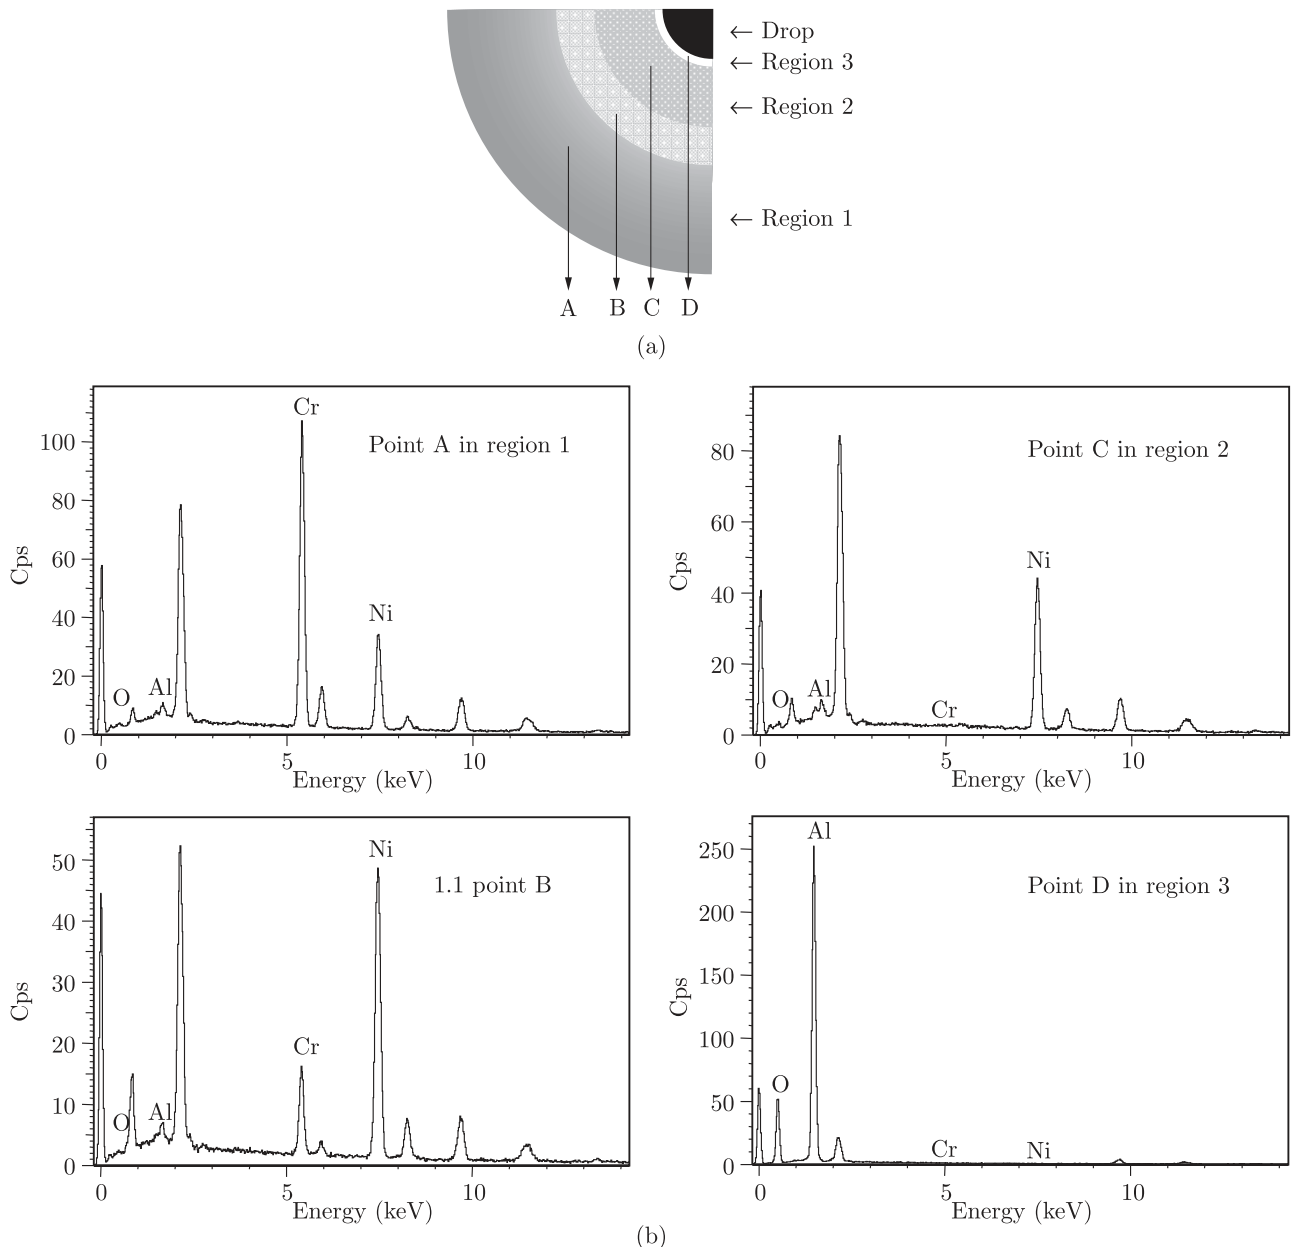 ← Drop
← Region 3
← Region 2
← Region 1
A B C D
(a)
Cr
Point A in region 1
100
80
60
40
20
0
Cps
Ni
O
Al
0 5 10
Energy (keV)
Point C in region 2
80
60
40
20
0
Cps
Ni
O
Al
Cr
0 5 10
Energy (keV)
Ni
1.1 point B
50
40
30
20
10
0
Cps
Cr
O
Al
0 5 10
Energy (keV)
Al
Point D in region 3
250
200
150
100
50
0
Cps
O
Cr
Ni
0 5 10
Energy (keV)
(b)